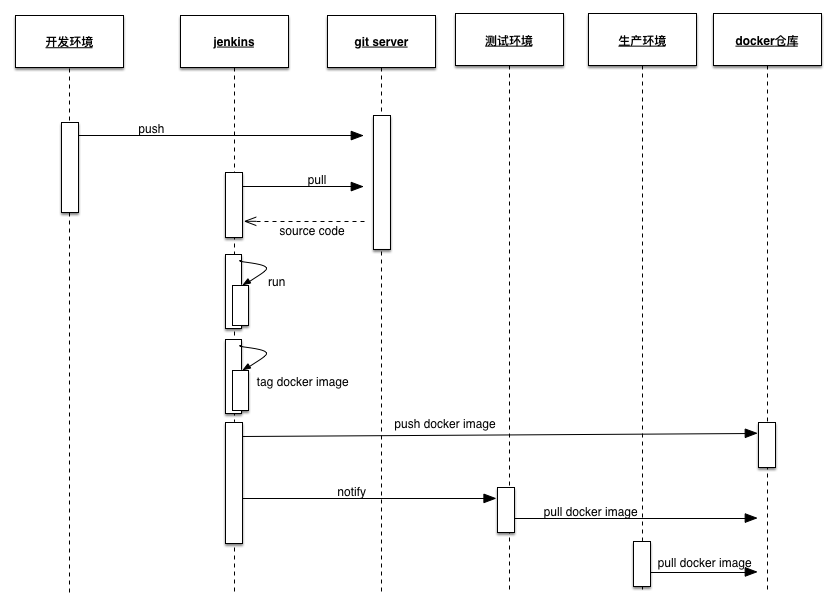 开发环境
jenkins
git server
测试环境
生产环境
docker仓库
push
pull
source code
run
tag docker image
push docker image
notify
pull docker image
pull docker image